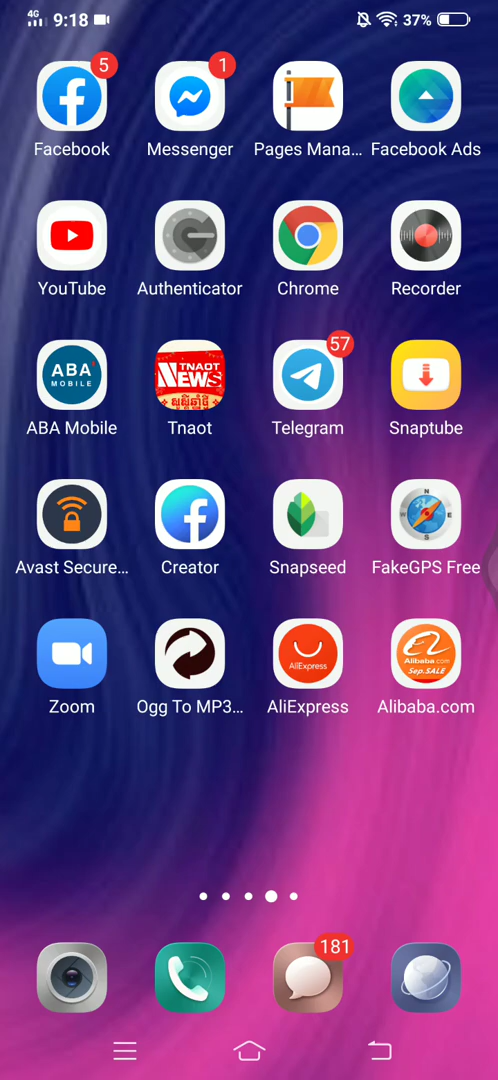 4G 9:18 37%
5 1
Facebook Messenger Pages Mana... Facebook Ads
YouTube Authenticator Chrome Recorder
ABA' MOBILE TNAOT NEWS 57
ABA Mobile Tnaot Telegram Snaptube
N W E S
Avast Secure... Creator Snapseed FakeGPS Free
AliExpress Alibaba.com Sep.SALE
Zoom Ogg To MP3... AliExpress Alibaba.com
181